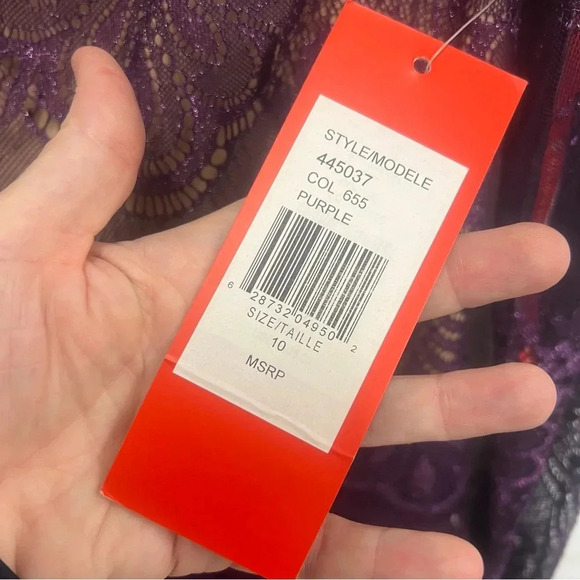 STYLE/MODELE
445037
COL 655
PURPLE
6 28732 04950 2
SIZE/TAILLE
10
MSRP